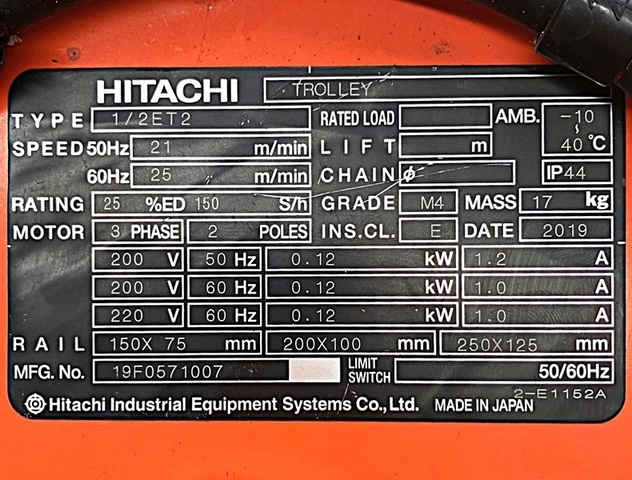 HITACHI TROLLEY
TYPE 1/2ET2 RATED LOAD AMB. -10
SPEED 50Hz 21 m/min LIFT m ~ 40 °C
60Hz 25 m/min CHAIN ø IP44
RATING 25 %ED 150 S/h GRADE M4 MASS 17 kg
MOTOR 3 PHASE 2 POLES INS.CL. E DATE 2019
200 V 50 Hz 0.12 kW 1.2 A
200 V 60 Hz 0.12 kW 1.0 A
220 V 60 Hz 0.12 kW 1.0 A
RAIL 150X 75 mm 200X100 mm 250X125 mm
MFG. No. 19F0571007 LIMIT SWITCH 50/60Hz
2-E1152A
Hitachi Industrial Equipment Systems Co., Ltd. MADE IN JAPAN